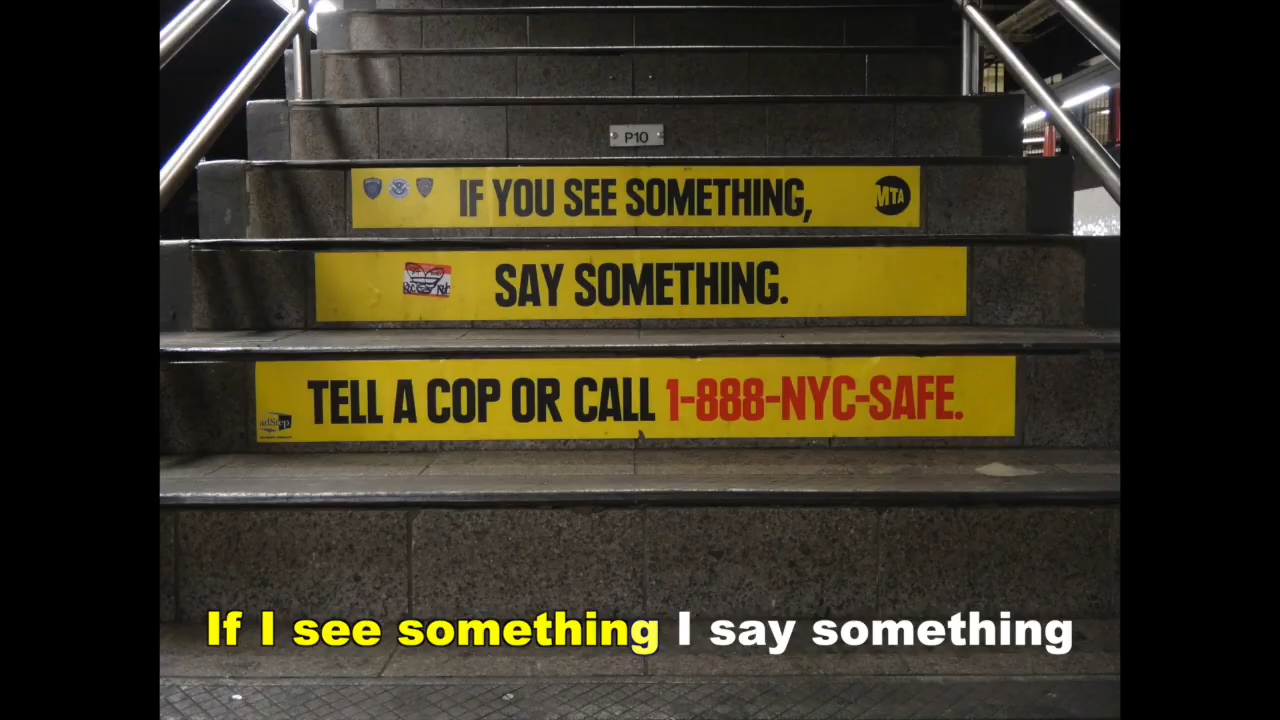 P10
IF YOU SEE SOMETHING,
MTA
SAY SOMETHING.
TELL A COP OR CALL 1-888-NYC-SAFE.
adStep
If I see something I say something